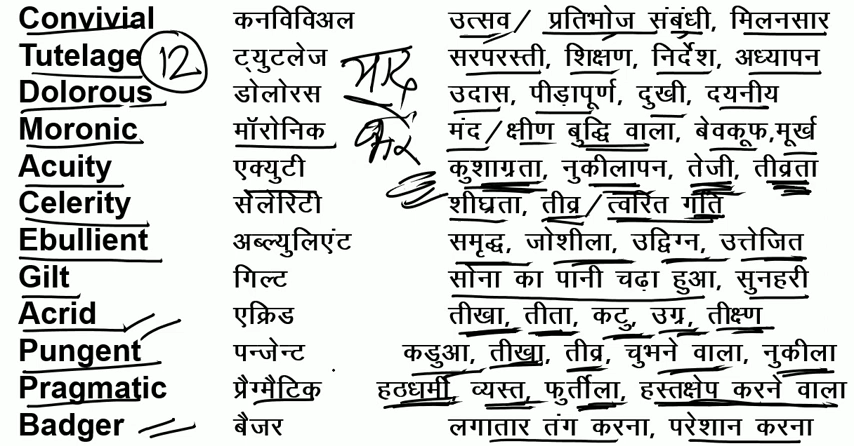 Convivial कनविविअल उत्सव/ प्रतिभोज संबंधी, मिलनसार
Tutelage 12 ट्युटलेज सरपरस्ती, शिक्षण, निर्देश, अध्यापन
Dolorous डोलोरस उदास, पीड़ापूर्ण, दुखी, दयनीय
Moronic मॉरोनिक मंद/क्षीण बुद्धि वाला, बेवकूफ,मूर्ख
Acuity एक्युटी कुशाग्रता, नुकीलापन, तेजी, तीव्रता
Celerity सेलेरिटी शीघ्रता, तीव्र/त्वरित गति
Ebullient अब्ल्युलिएंट समृद्ध, जोशीला, उद्विग्न, उत्तेजित
Gilt गिल्ट सोना का पानी चढ़ा हुआ, सुनहरी
Acrid एक्रिड तीखा, तीता, कटु, उग्र, तीक्ष्ण
Pungent पन्जेन्ट कडुआ, तीखा, तीव्र, चुभने वाला, नुकीला
Pragmatic प्रैग्मैटिक हठधर्मी, व्यस्त, फुर्तीला, हस्तक्षेप करने वाला
Badger बैजर लगातार तंग करना, परेशान करना